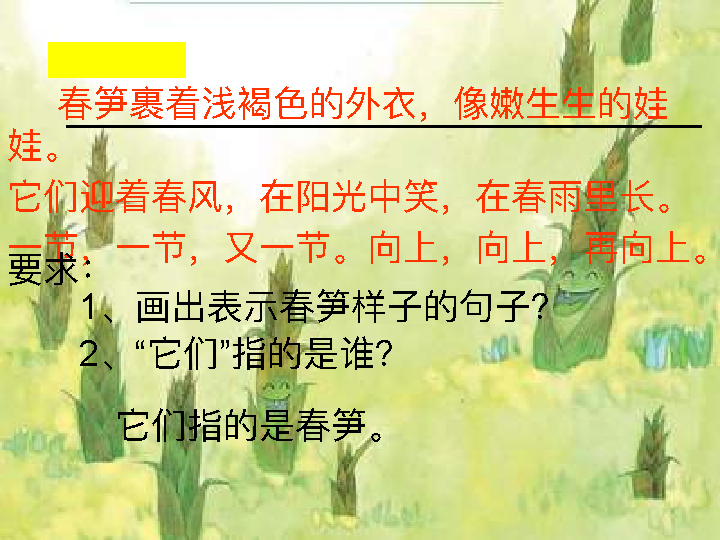 春笋裹着浅褐色的外衣，像嫩生生的娃
娃。
它们迎着春风，在阳光中笑，在春雨里长。
一节，一节，又一节。向上，向上，再向上。
要求：
1、画出表示春笋样子的句子?
2、“它们”指的是谁?
它们指的是春笋。